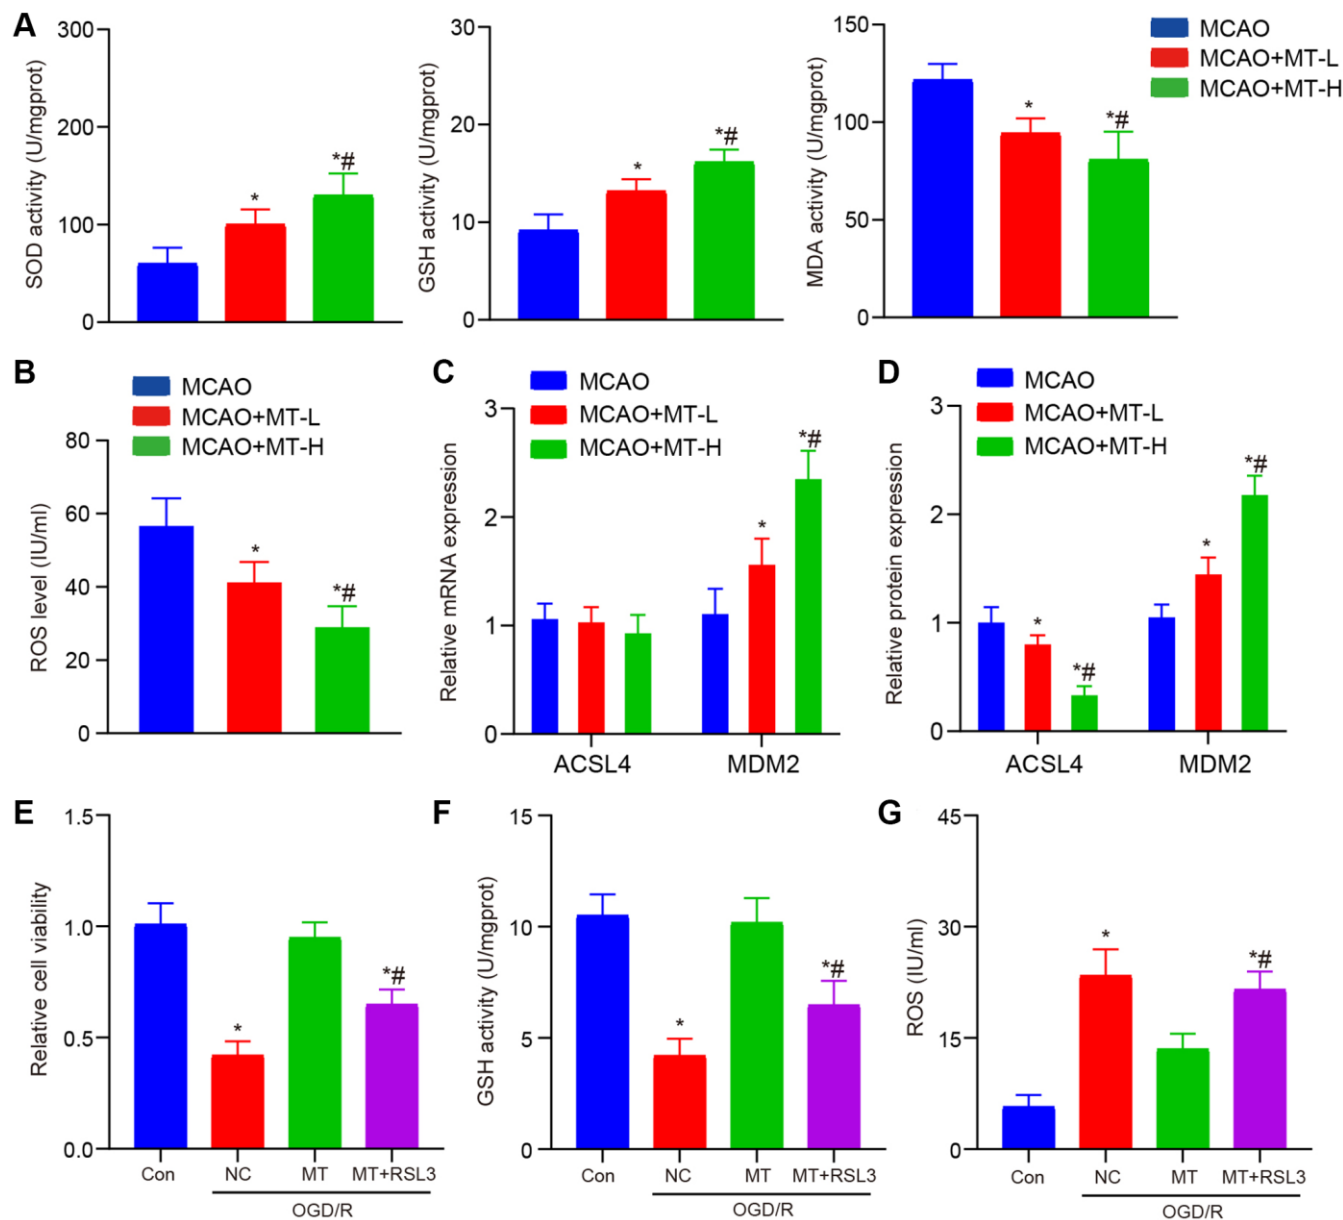 A
SOD activity (U/mgprot)
300
200
100
0
*
*#
GSH activity (U/mgprot)
30
20
10
0
*
*#
MDA activity (U/mgprot)
150
100
50
0
*
*#
MCAO
MCAO+MT-L
MCAO+MT-H
B
MCAO
MCAO+MT-L
MCAO+MT-H
ROS level (IU/ml)
80
60
40
20
0
*
*#
C
MCAO
MCAO+MT-L
MCAO+MT-H
Relative mRNA expression
3
2
1
0
*
*#
ACSL4
MDM2
D
MCAO
MCAO+MT-L
MCAO+MT-H
Relative protein expression
3
2
1
0
*
*#
*
*#
ACSL4
MDM2
E
Relative cell viability
1.5
1.0
0.5
0.0
*
*#
Con
NC
MT
MT+RSL3
OGD/R
F
GSH activity (U/mgprot)
15
10
5
0
*
*#
Con
NC
MT
MT+RSL3
OGD/R
G
ROS (IU/ml)
45
30
15
0
*
*#
Con
NC
MT
MT+RSL3
OGD/R